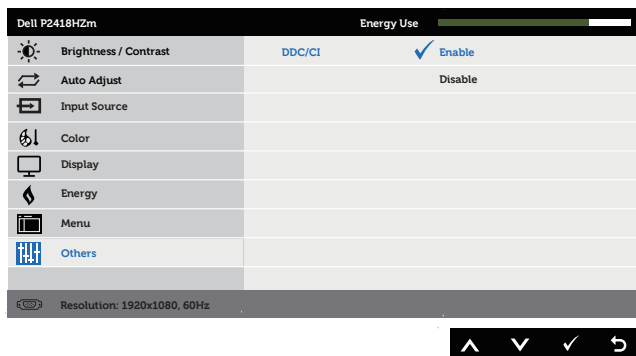 Dell P2418HZm Energy Use
Brightness / Contrast DDC/CI Enable
Auto Adjust Disable
Input Source
Color
Display
Energy
Menu
Others
Resolution: 1920x1080, 60Hz